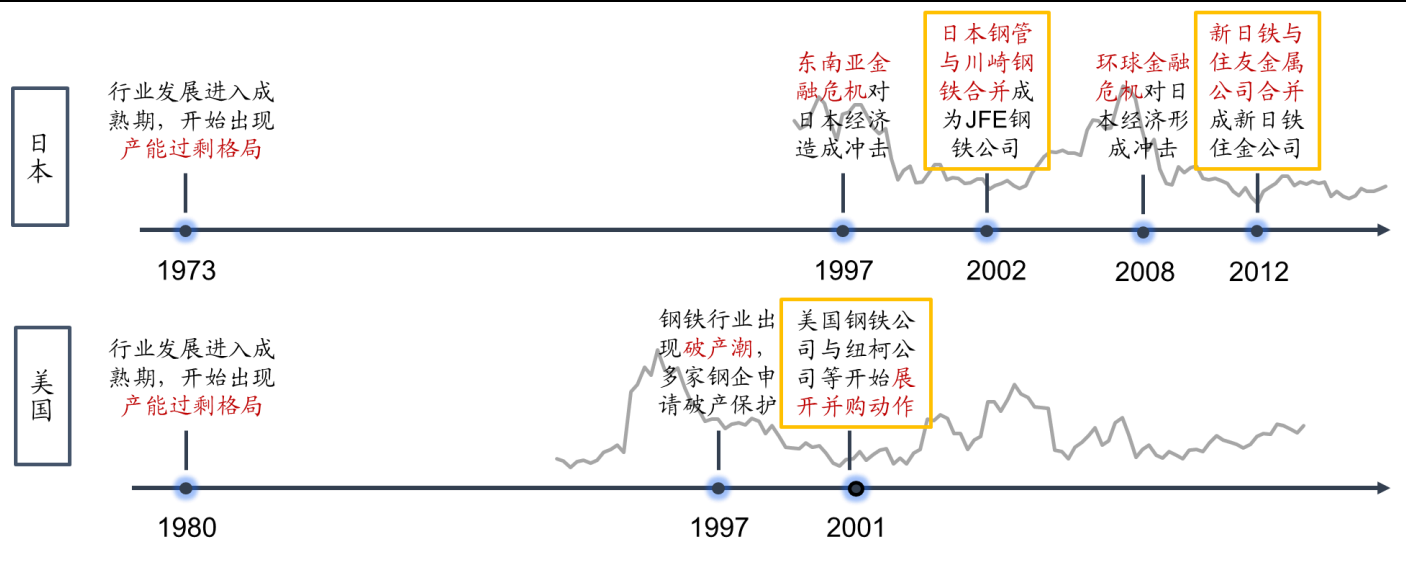 日本
行业发展进入成
熟期，开始出现
产能过剩格局
东南亚金
融危机对
日本经济
造成冲击
日本钢管
与川崎钢
铁合并成
为JFE钢
铁公司
环球金融
危机对日
本经济形
成冲击
新日铁与
住友金属
公司合并
成新日铁
住金公司
1973
1997
2002
2008
2012
美国
行业发展进入成
熟期，开始出现
产能过剩格局
钢铁行业出
现破产潮，
多家钢企申
请破产保护
美国钢铁公
司与纽柯公
司等开始展
开并购动作
1980
1997
2001